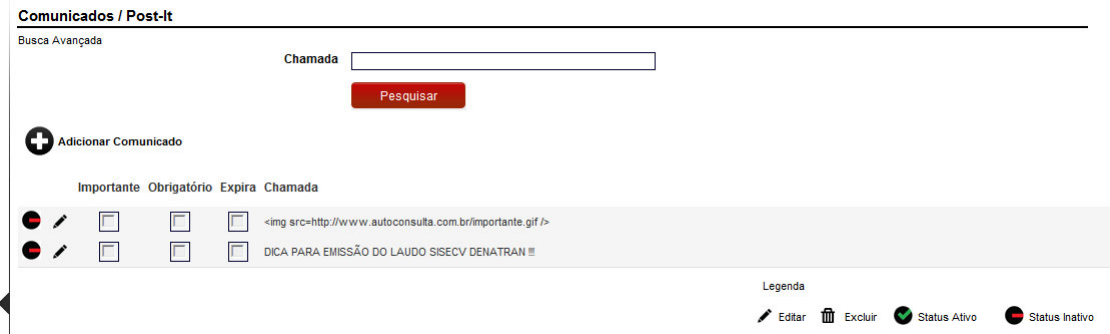 Comunicados / Post-It
Busca Avançada
Chamada
Pesquisar
Adicionar Comunicado
Importante Obrigatório Expira Chamada
<img src=http://www.autoconsulta.com.br/importante.gif />
DICA PARA EMISSÃO DO LAUDO SISECV DENATRAN !!!
Legenda
Editar Excluir Status Ativo Status Inativo